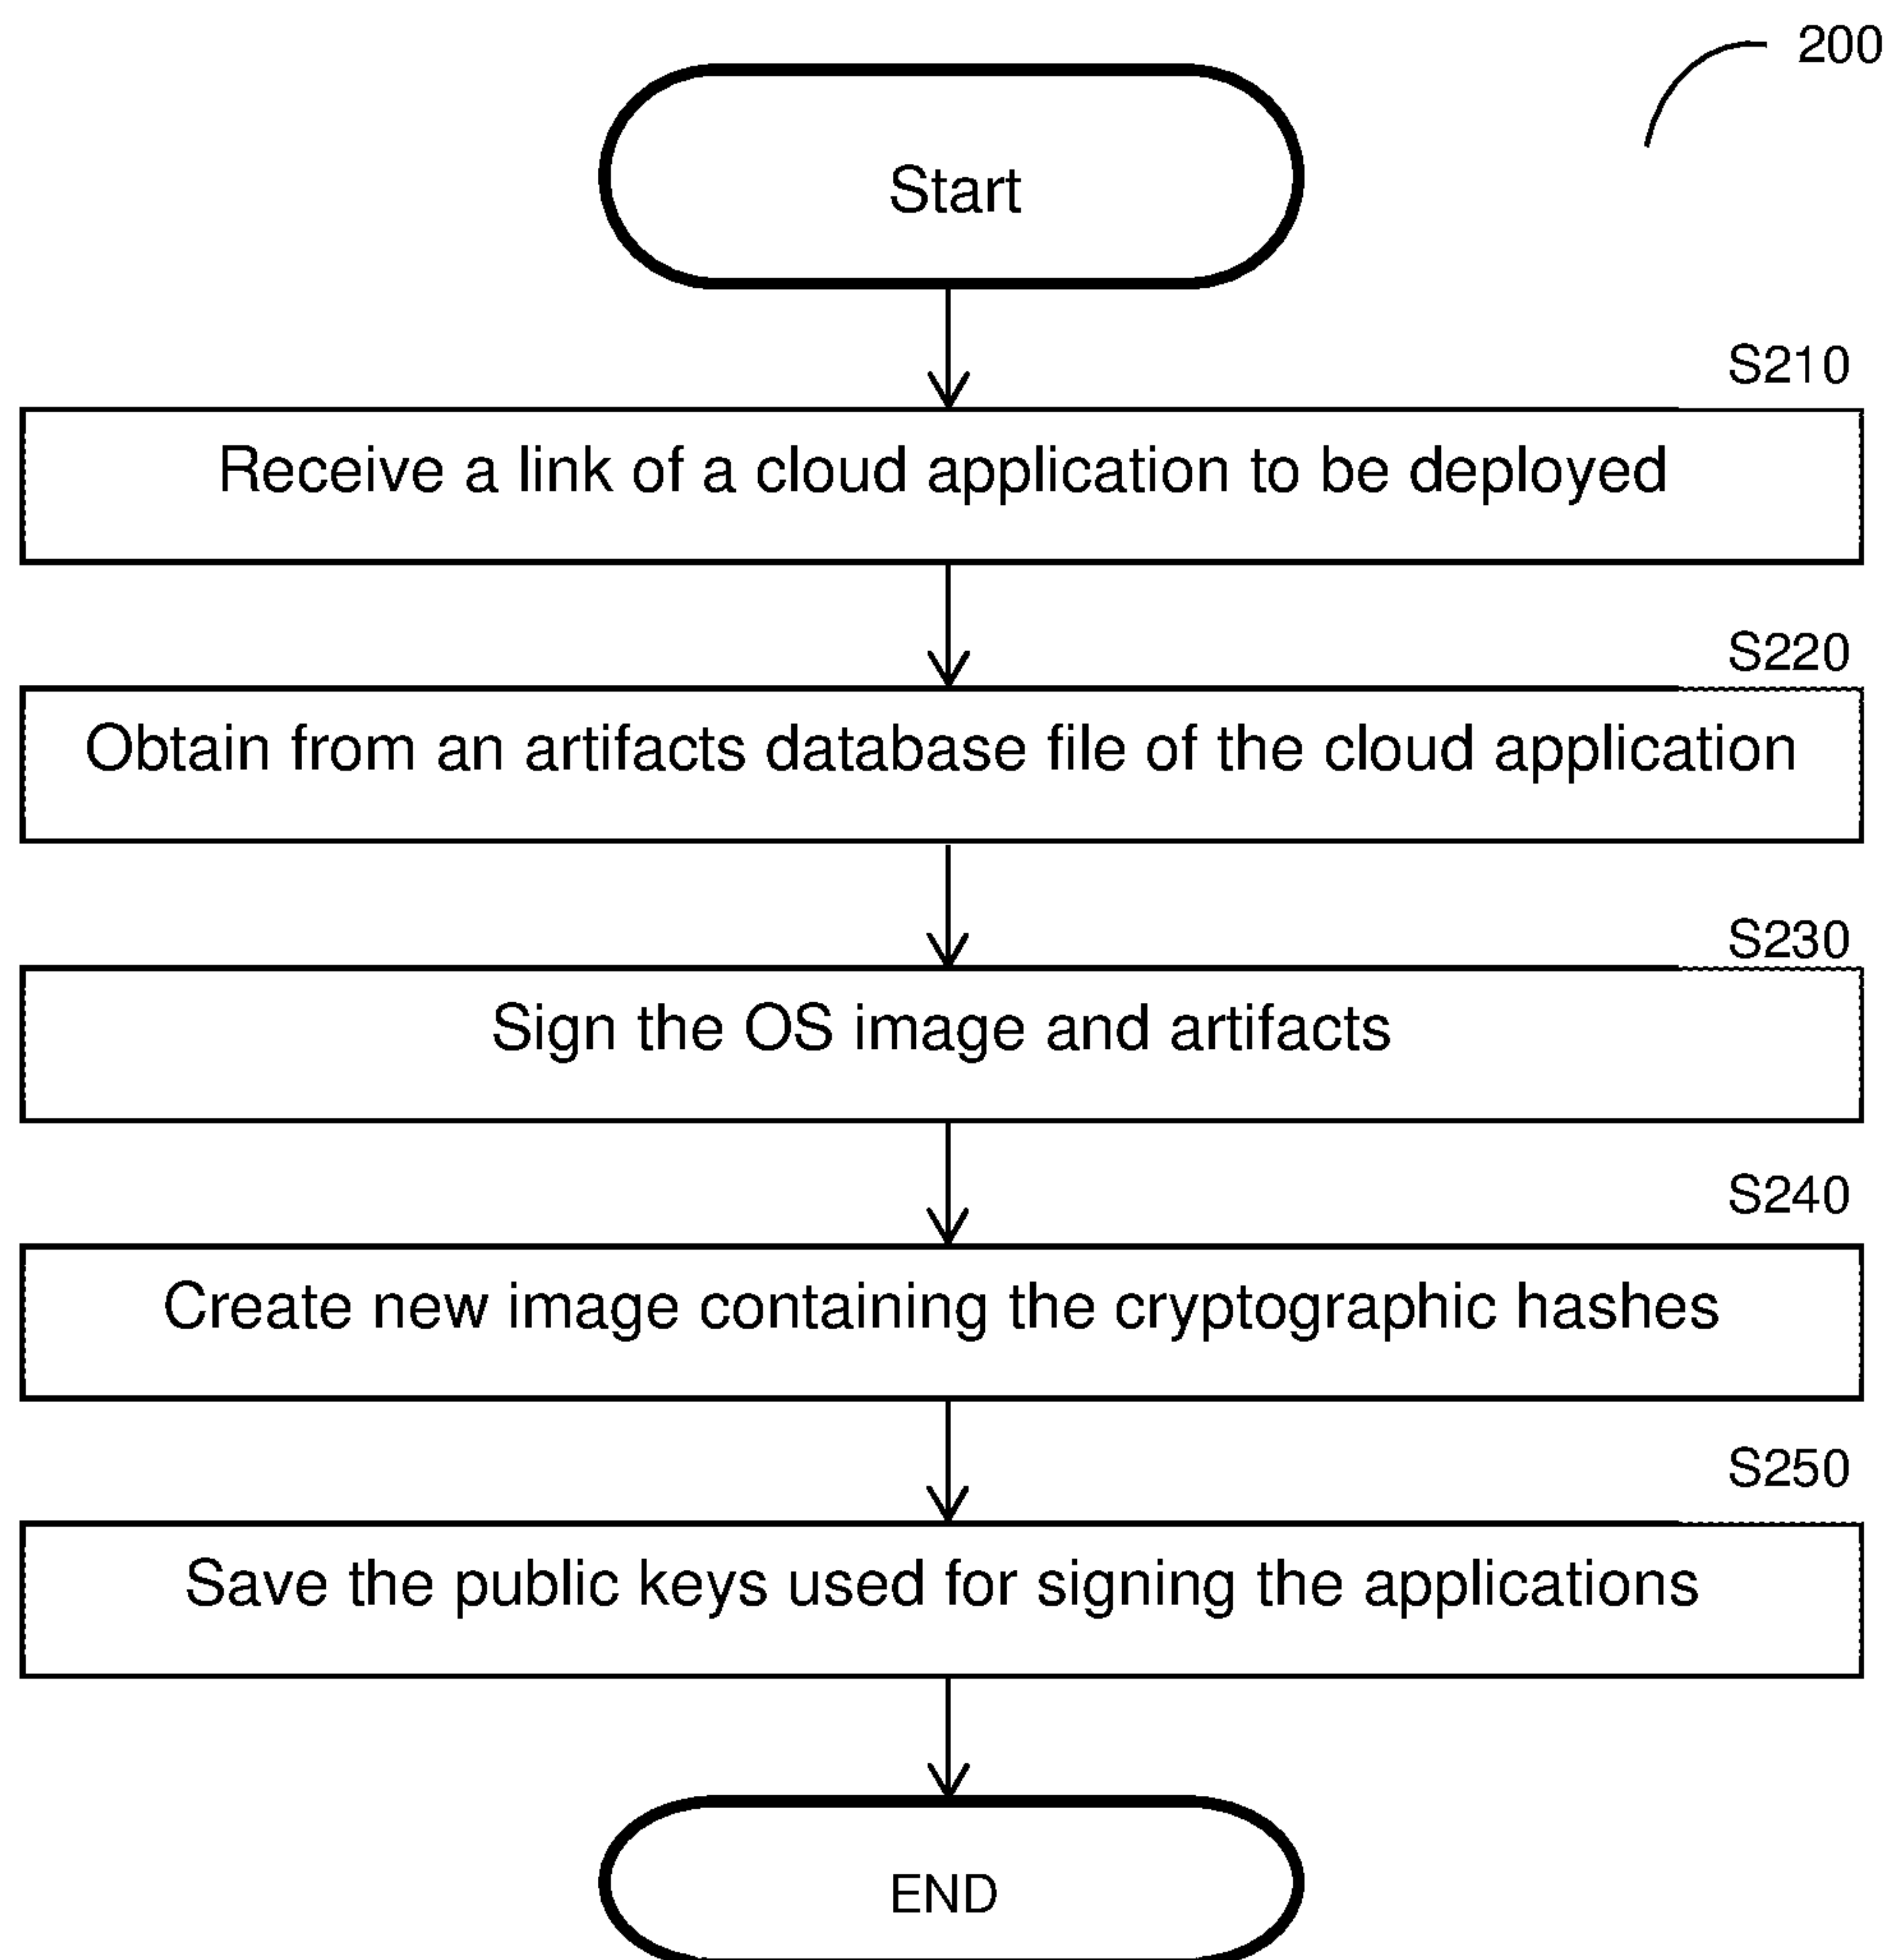 200
Start
S210
Receive a link of a cloud application to be deployed
S220
Obtain from an artifacts database file of the cloud application
S230
Sign the OS image and artifacts
S240
Create new image containing the cryptographic hashes
S250
Save the public keys used for signing the applications
END